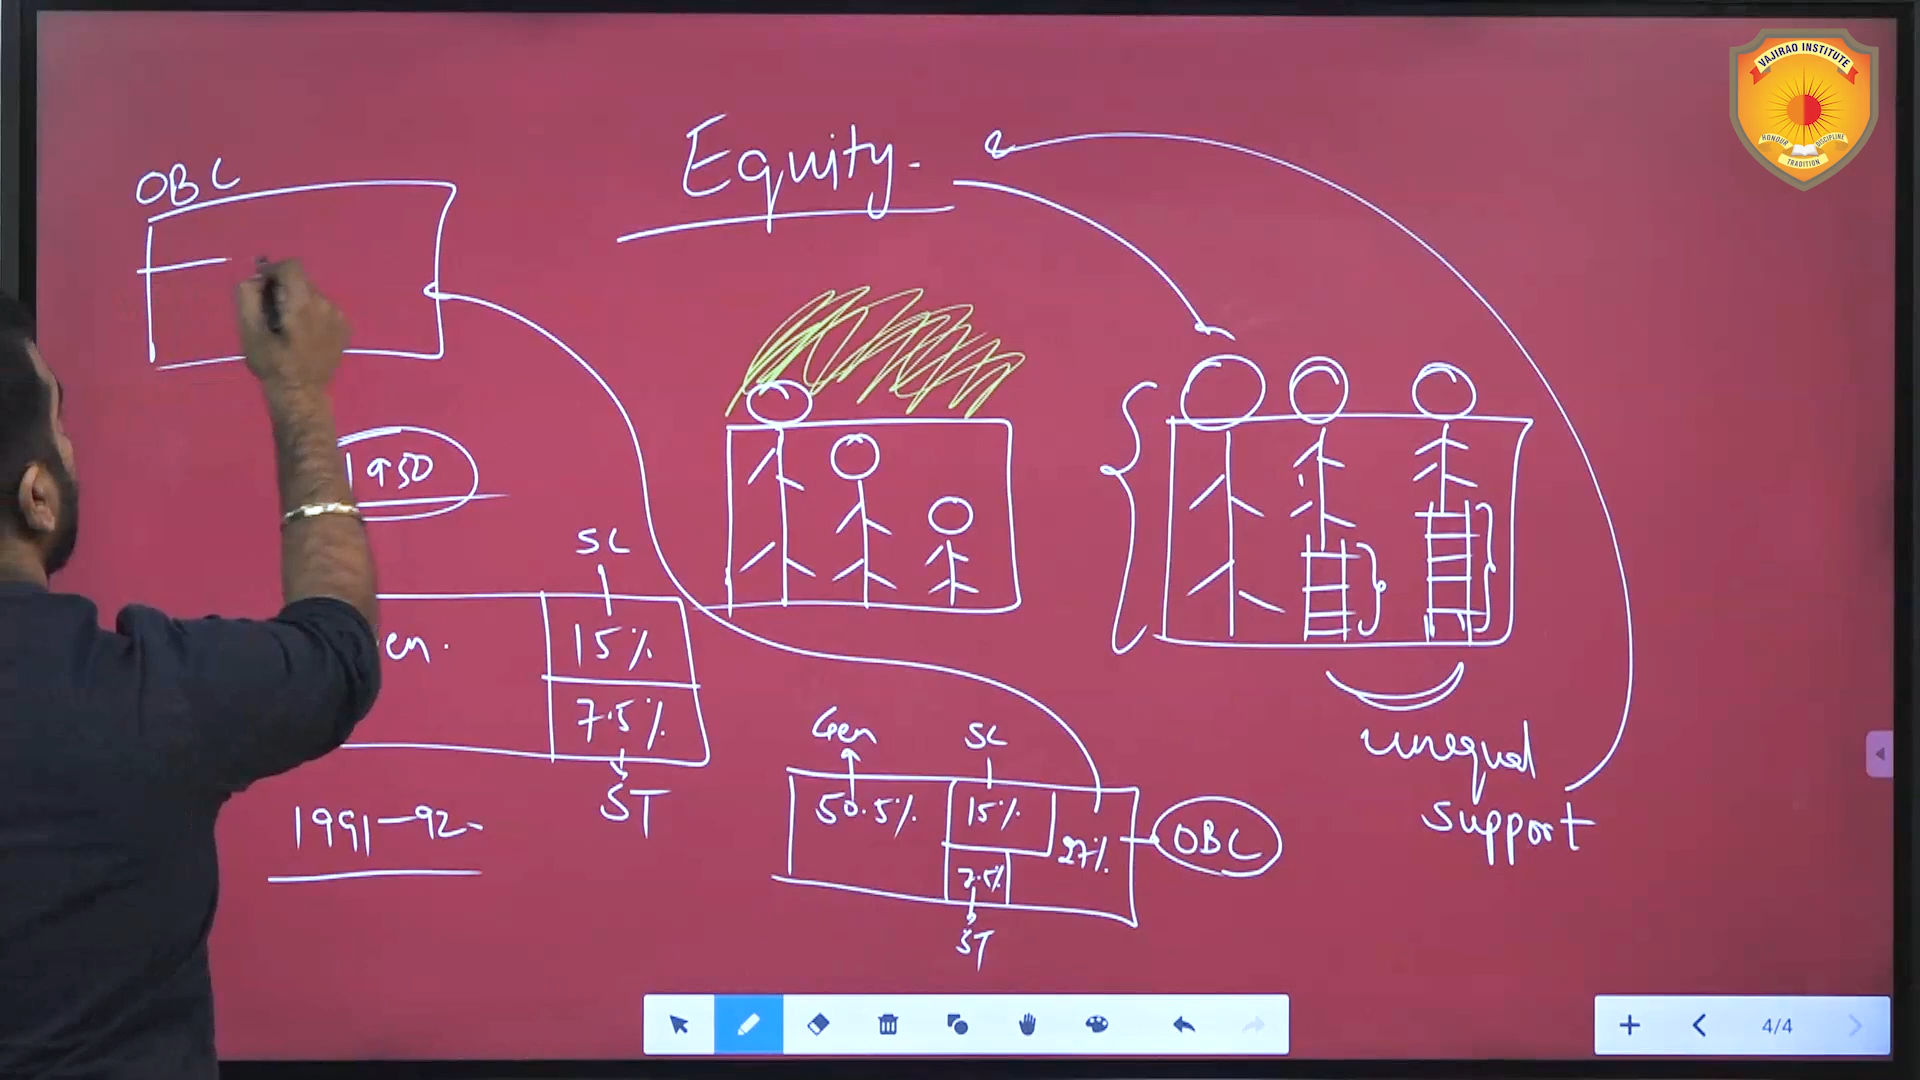 VAJIRAO INSTITUTE
HONOUR
DISCIPLINE
TRADITION
Equity.
OBC
1950
SC
en.
15%
7.5%
ST
1991-92-
Gen
SC
50.5%
15%
27%
OBC
7.5%
ST
unequal
support
4/4